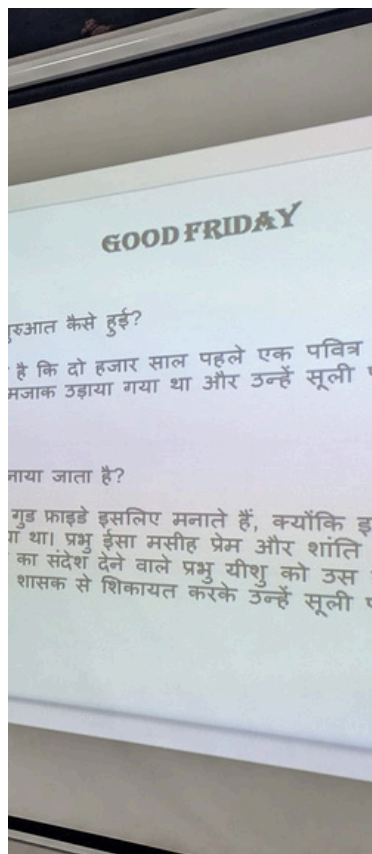 GOOD FRIDAY
कैसे हुई?
है कि दो हजार साल पहले एक पवित्र
मजाक उड़ाया गया था और उन्हें सूली
जाता है?
गुड फ्राइडे इसलिए मनाते हैं, क्योंकि
था। प्रभु ईसा मसीह प्रेम और शांति
का संदेश देने वाले प्रभु यीशु को उस
शासक से शिकायत करके उन्हें सूली